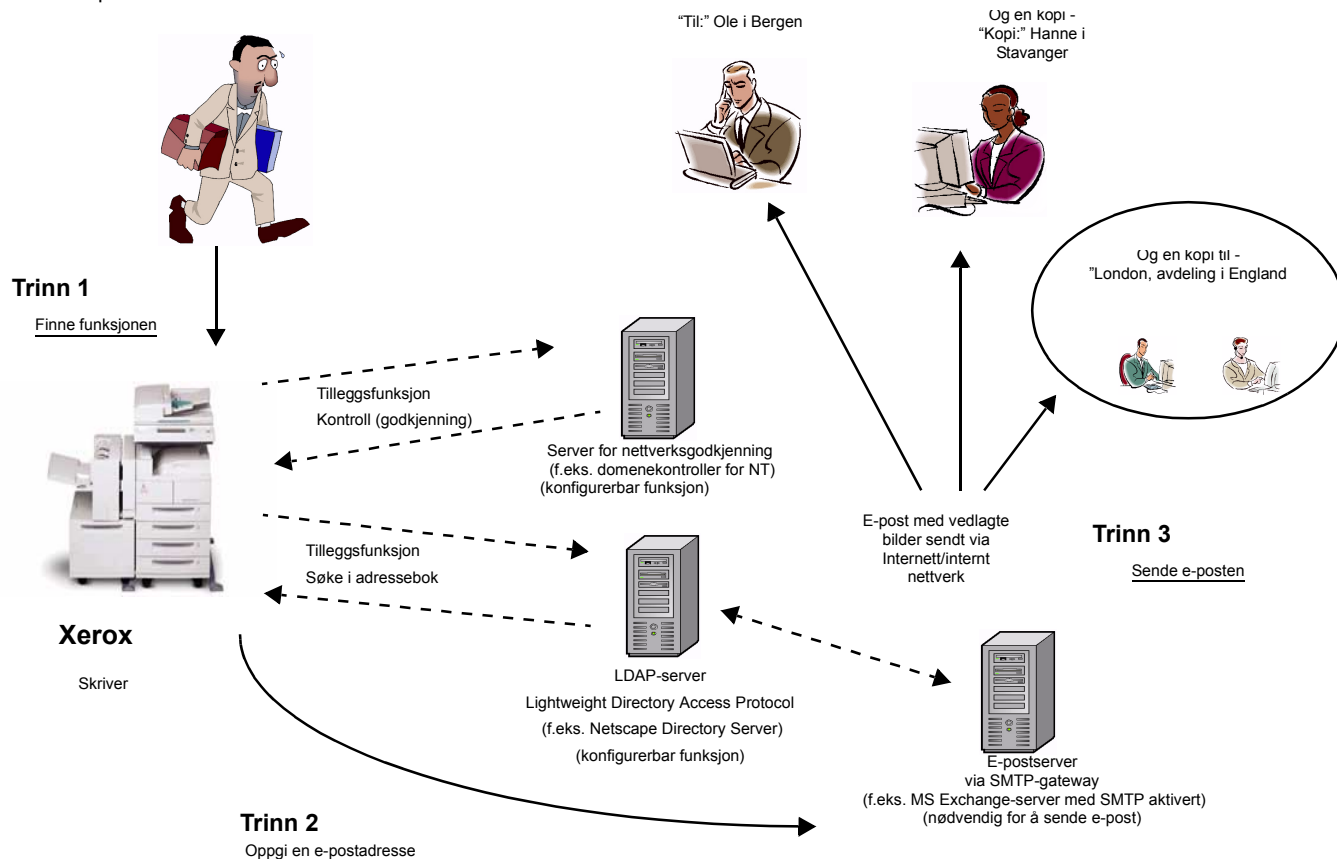 "Til:" Ole i Bergen
Og en kopi -
"Kopi:" Hanne i
Stavanger
Og en kopi til -
"London, avdeling i England
Trinn 1
Finne funksjonen
Tilleggsfunksjon
Kontroll (godkjenning)
Server for nettverksgodkjenning
(f.eks. domenekontroller for NT)
(konfigurerbar funksjon)
E-post med vedlagte
bilder sendt via
Internett/internt
nettverk
Trinn 3
Sende e-posten
Tilleggsfunksjon
Søke i adressebok
Xerox
Skriver
LDAP-server
Lightweight Directory Access Protocol
(f.eks. Netscape Directory Server)
(konfigurerbar funksjon)
E-postserver
via SMTP-gateway
(f.eks. MS Exchange-server med SMTP aktivert)
(nødvendig for å sende e-post)
Trinn 2
Oppgi en e-postadresse